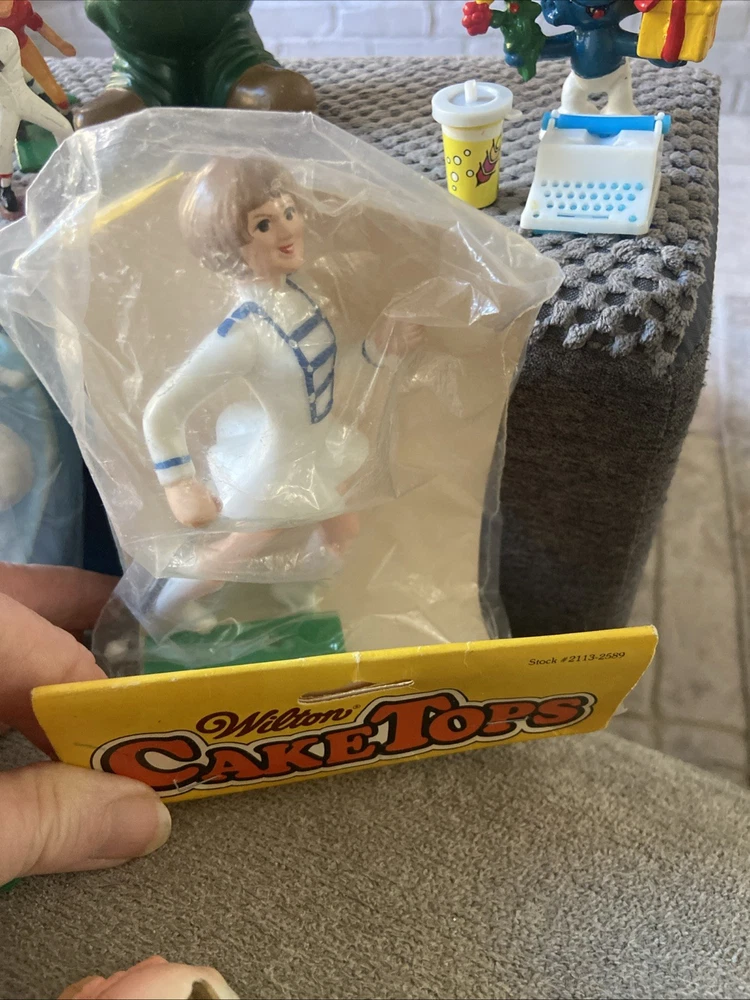 Stock #2113-2589
Wilton®
CAKE TOPS